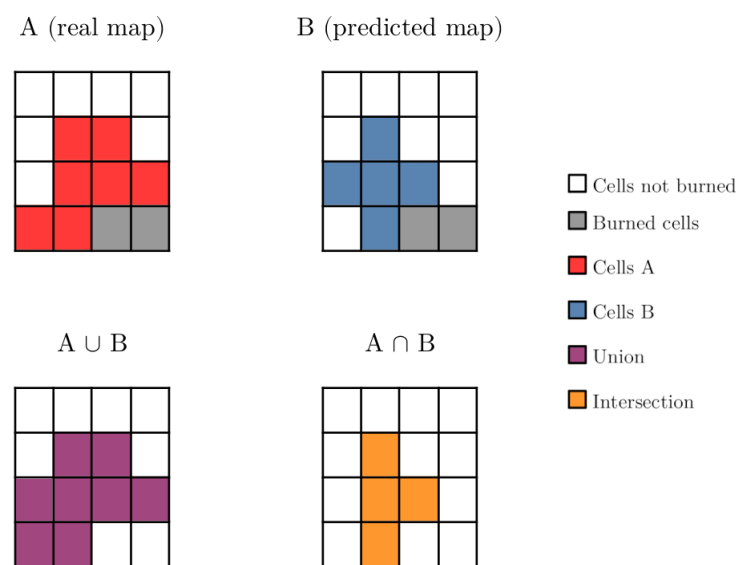 A (real map)
B (predicted map)
Cells not burned
Burned cells
Cells A
Cells B
Union
Intersection
A ∪ B
A ∩ B